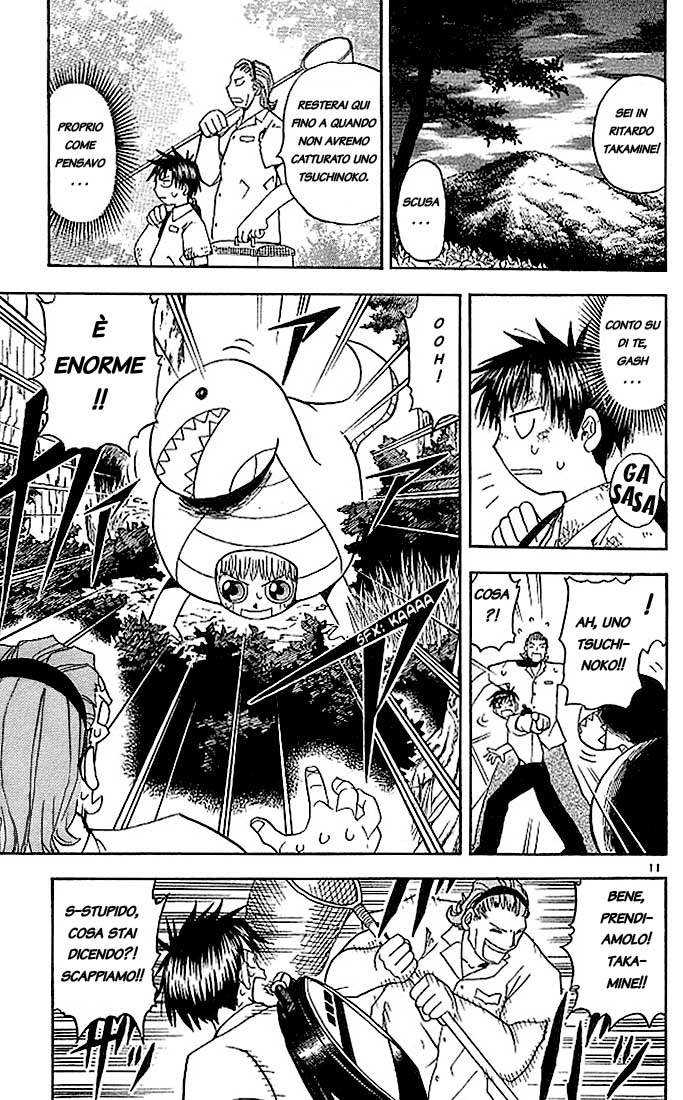 SEI IN
RITARDO
TAKAMINE!
SCUSA
...
RESTERAI QUI
FINO A QUANDO
NON AVREMO
CATTURATO UNO
TSUCHINOKO.
PROPRIO
COME
PENSAVO
...
CONTO SU
DI TE,
GASH
...
GA
SASA
!
AH, UNO
TSUCHI-
NOKO!!
COSA
?!
OOH!
È
ENORME
!!
SFX: KAAAA
11
BENE,
PRENDI-
AMOLO!
TAKA-
MINE!!
S-STUPIDO,
COSA STAI
DICENDO?!
SCAPPIAMO!!